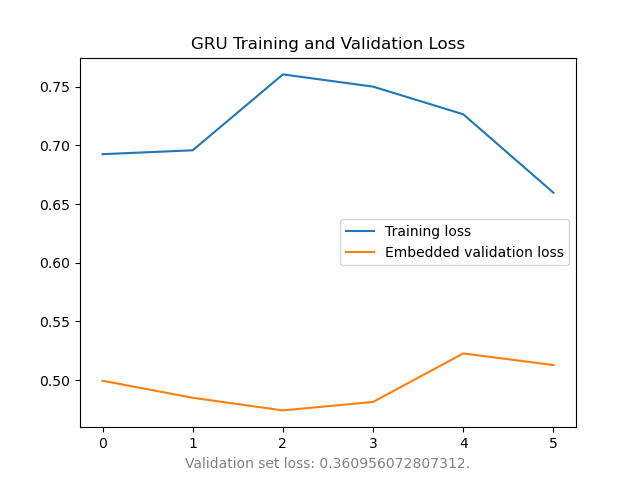 GRU Training and Validation Loss
0.75
0.70
0.65
0.60
0.55
0.50
Training loss
Embedded validation loss
0 1 2 3 4 5
Validation set loss: 0.360956072807312.